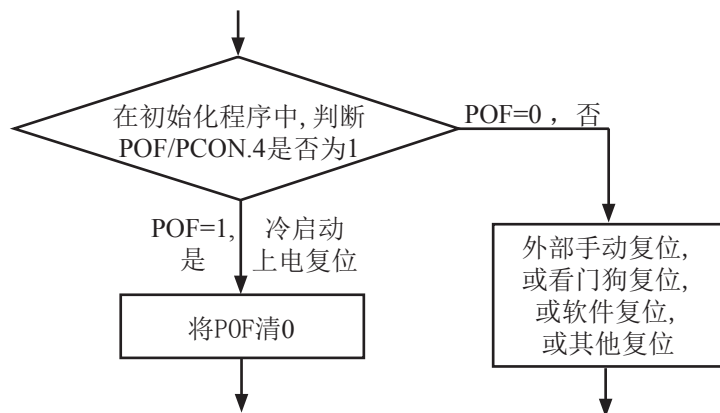 在初始化程序中,判断
POF/PCON.4是否为1
POF=0 ，否
POF=1,
是
冷启动
上电复位
将POF清0
外部手动复位,
或看门狗复位,
或软件复位,
或其他复位